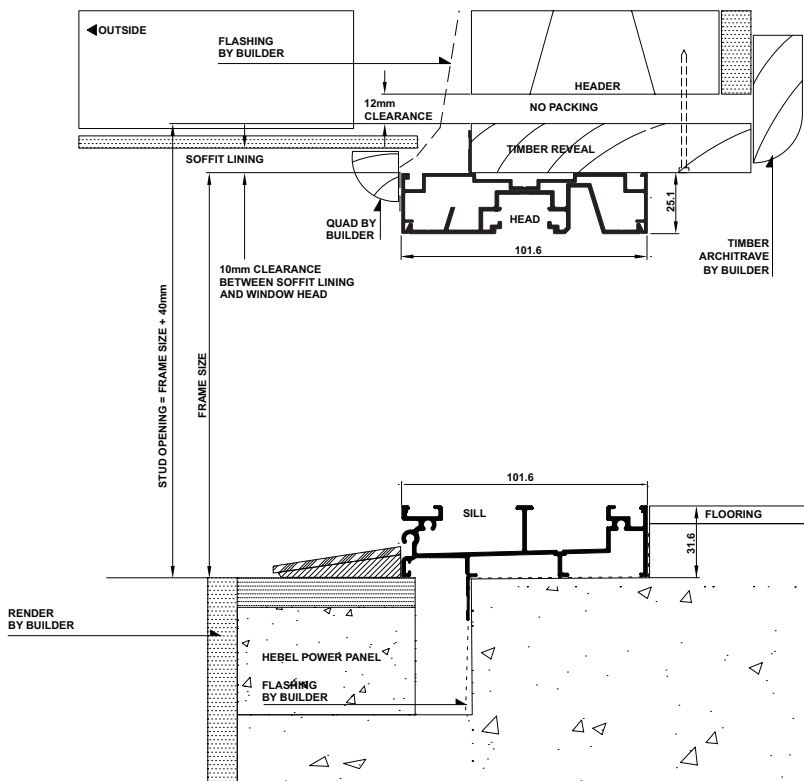 OUTSIDE
FLASHING
BY BUILDER
HEADER
12mm
CLEARANCE
NO PACKING
SOFFIT LINING
TIMBER REVEAL
QUAD BY
BUILDER
HEAD
25.1
101.6
TIMBER
ARCHITRAVE
BY BUILDER
10mm CLEARANCE
BETWEEN SOFFIT LINING
AND WINDOW HEAD
STUD OPENING = FRAME SIZE + 40mm
FRAME SIZE
101.6
SILL
FLOORING
31.6
RENDER
BY BUILDER
HEBEL POWER PANEL
FLASHING
BY BUILDER